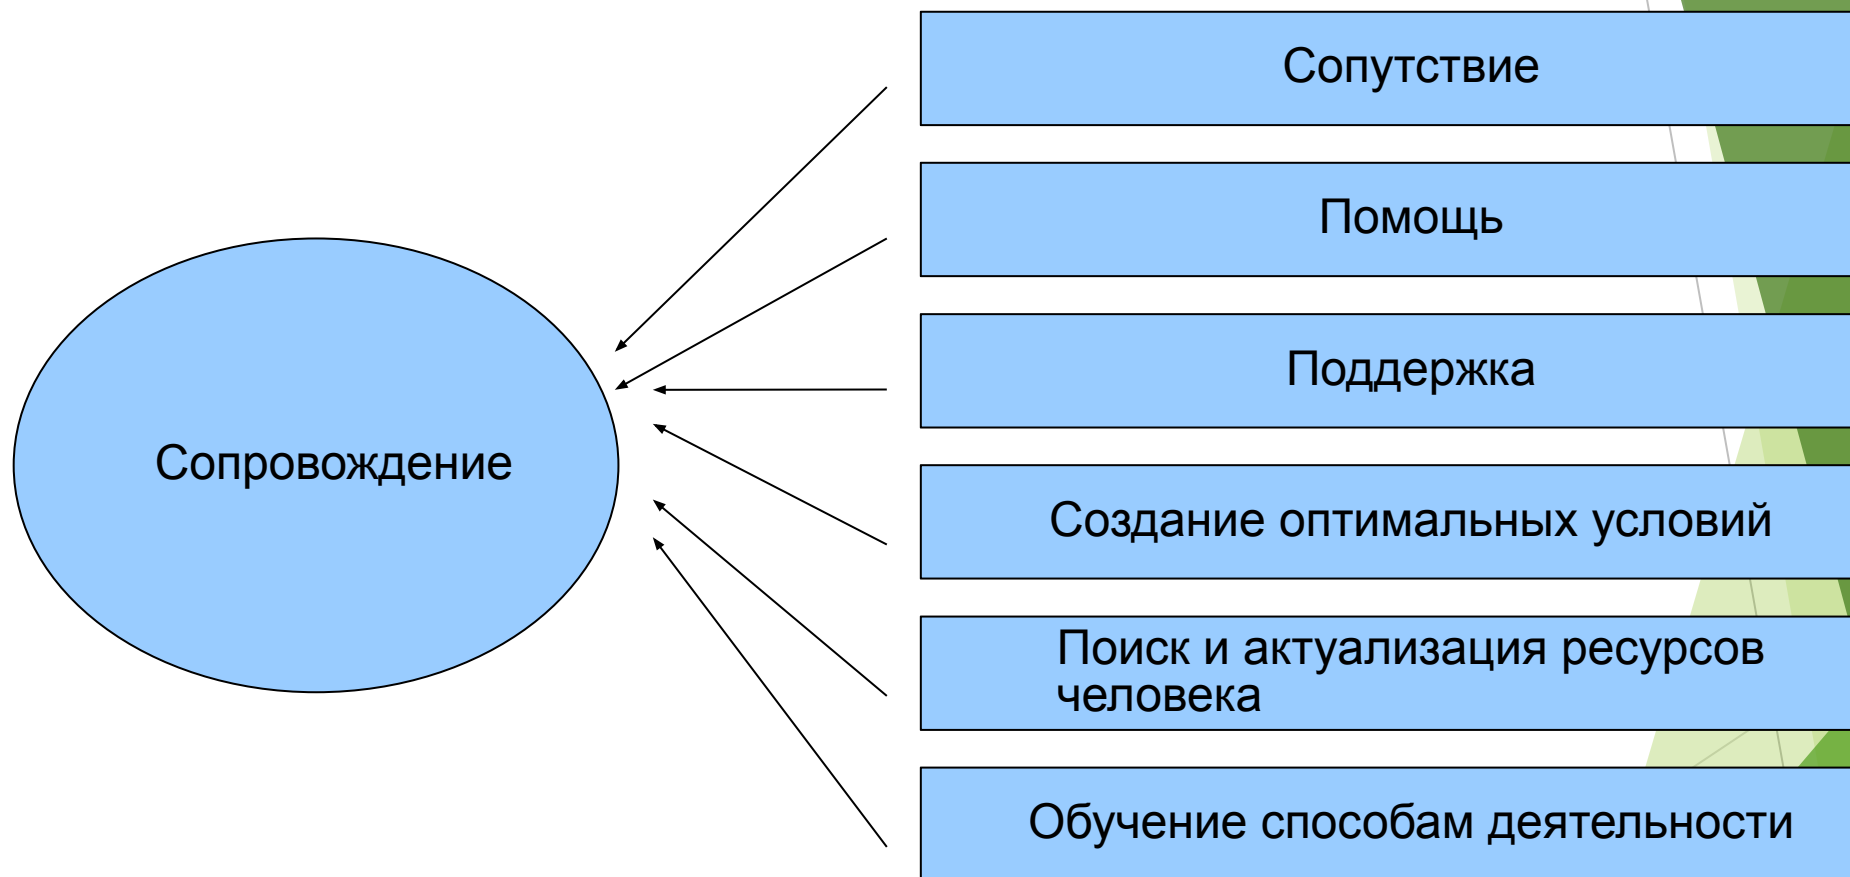 Сопутствие
Помощь
Поддержка
Сопровождение
Создание оптимальных условий
Поиск и актуализация ресурсов
человека
Обучение способам деятельности